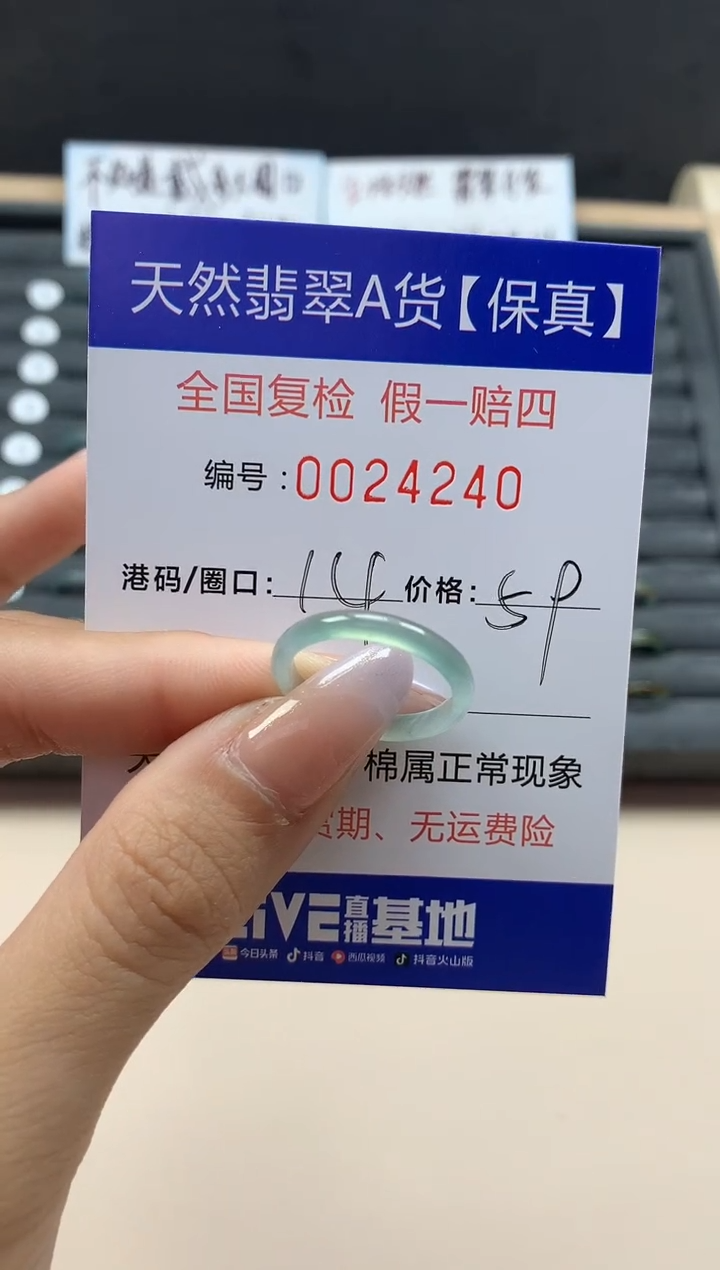 天然翡翠A货【保真】
全国复检 假一赔四
编号:0024240
港码/圈口: 14 价格: 59
棉属正常现象
期、无运费险
直播基地
今日头条 抖音 西瓜视频 抖音火山版